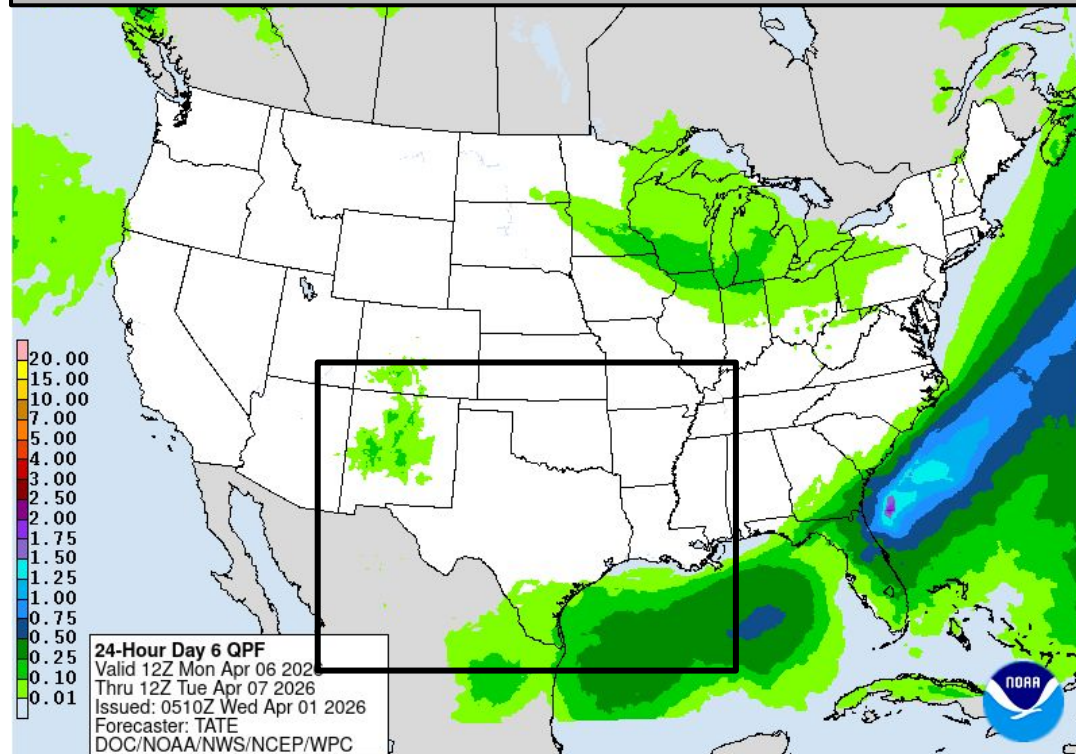 20.00
15.00
10.00
7.00
5.00
4.00
3.00
2.50
2.00
1.75
1.50
1.25
1.00
0.75
0.50
0.25
0.10
0.01
24-Hour Day 6 QPF
Valid 12Z Mon Apr 06 2026
Thru 12Z Tue Apr 07 2026
Issued: 0510Z Wed Apr 01 2026
Forecaster: TATE
DOC/NOAA/NWS/NCEP/WPC
NOAA